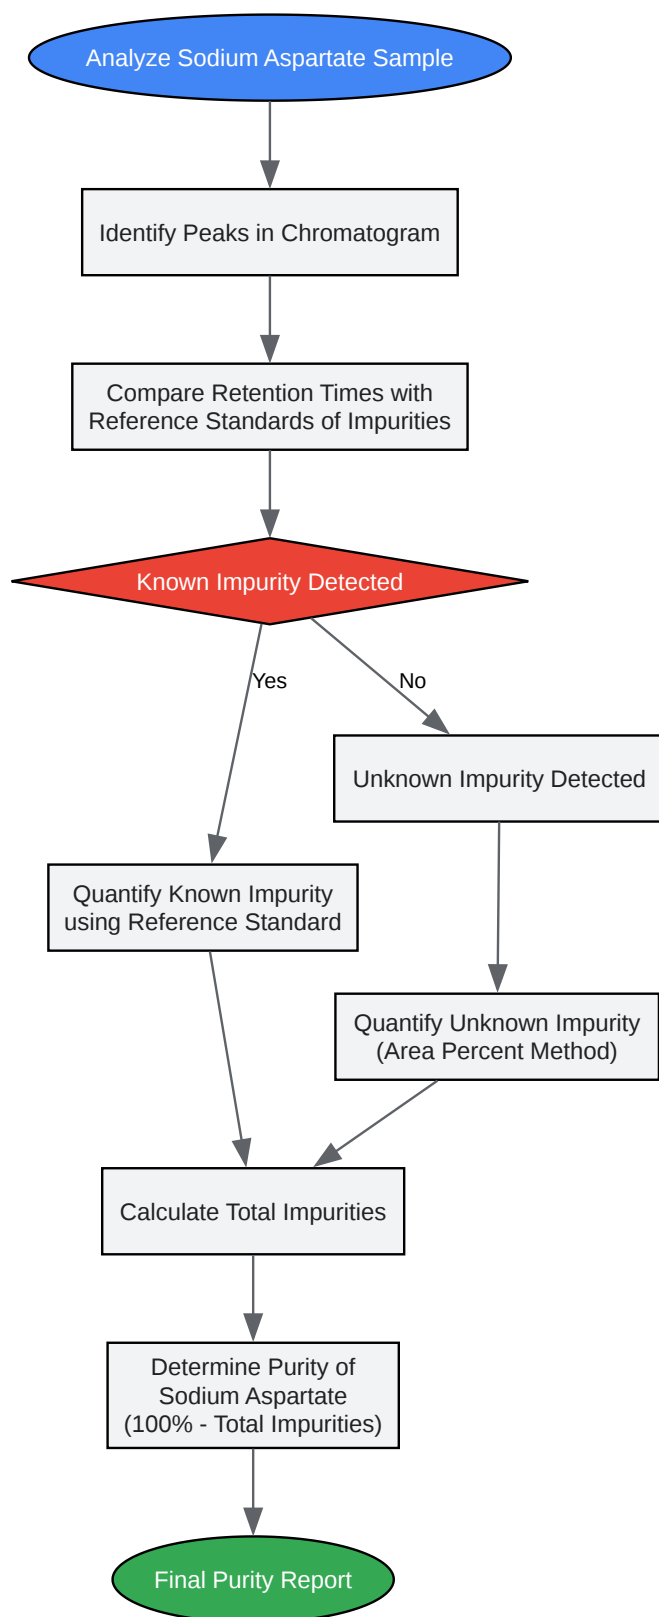 Analyze Sodium Aspartate Sample
Identify Peaks in Chromatogram
Compare Retention Times with
Reference Standards of Impurities
Known Impurity Detected
Yes
No
Unknown Impurity Detected
Quantify Known Impurity
using Reference Standard
Quantify Unknown Impurity
(Area Percent Method)
Calculate Total Impurities
Determine Purity of
Sodium Aspartate
(100% - Total Impurities)
Final Purity Report